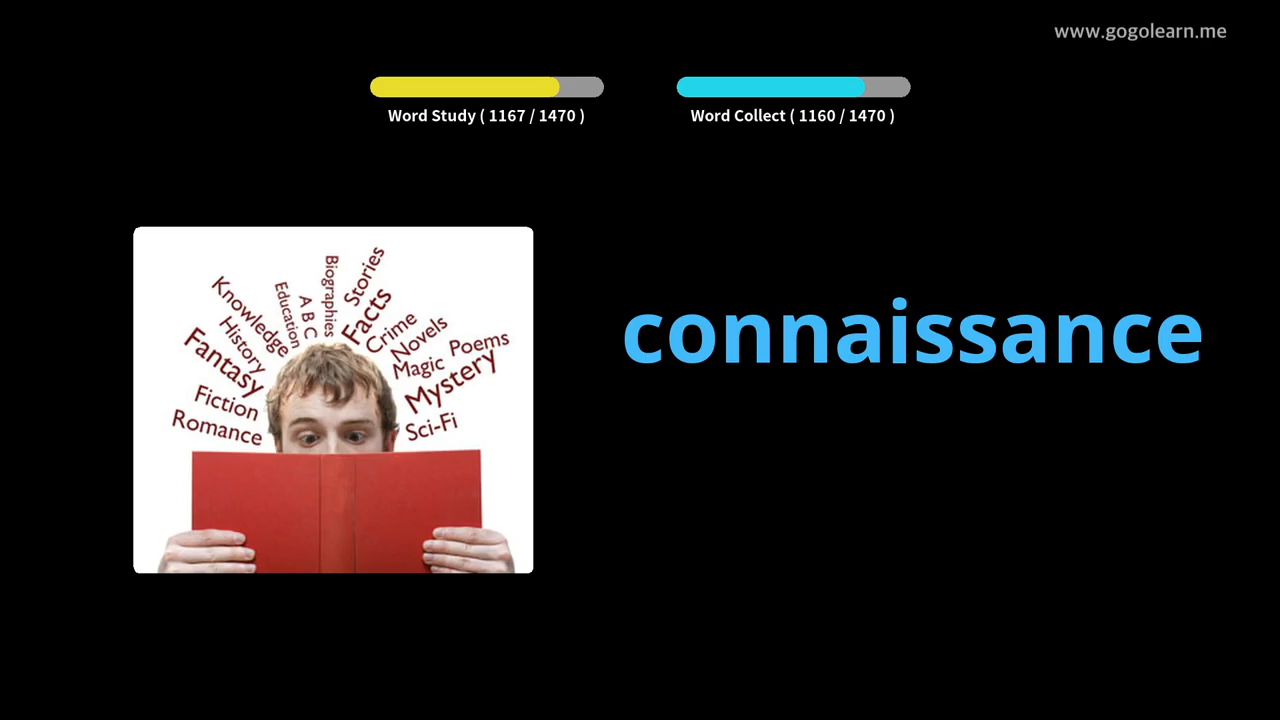 www.gogolearn.me
Word Study ( 1167 / 1470 )
Word Collect ( 1160 / 1470 )
connaissance
Biographies
Stories
Education
A B C
Facts
Knowledge
Crime
History
Novels
Fantasy
Magic
Poems
Mystery
Fiction
Romance
Sci-Fi